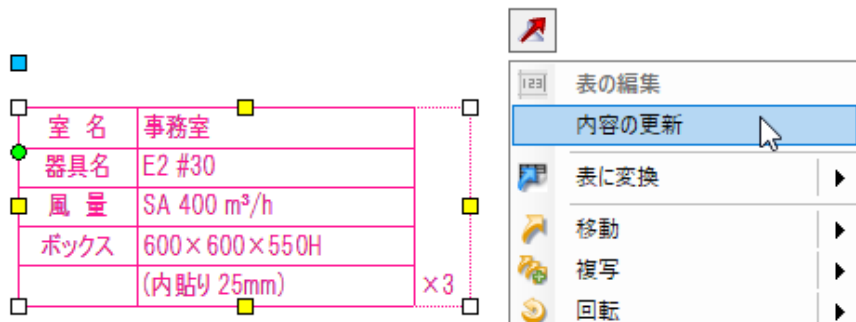 123
表の編集
内容の更新
表に変換
移動
複写
回転
室 名 事務室
器具名 E2 #30
風 量 SA 400 m³/h
ボックス 600×600×550H
(内貼り 25mm) ×3